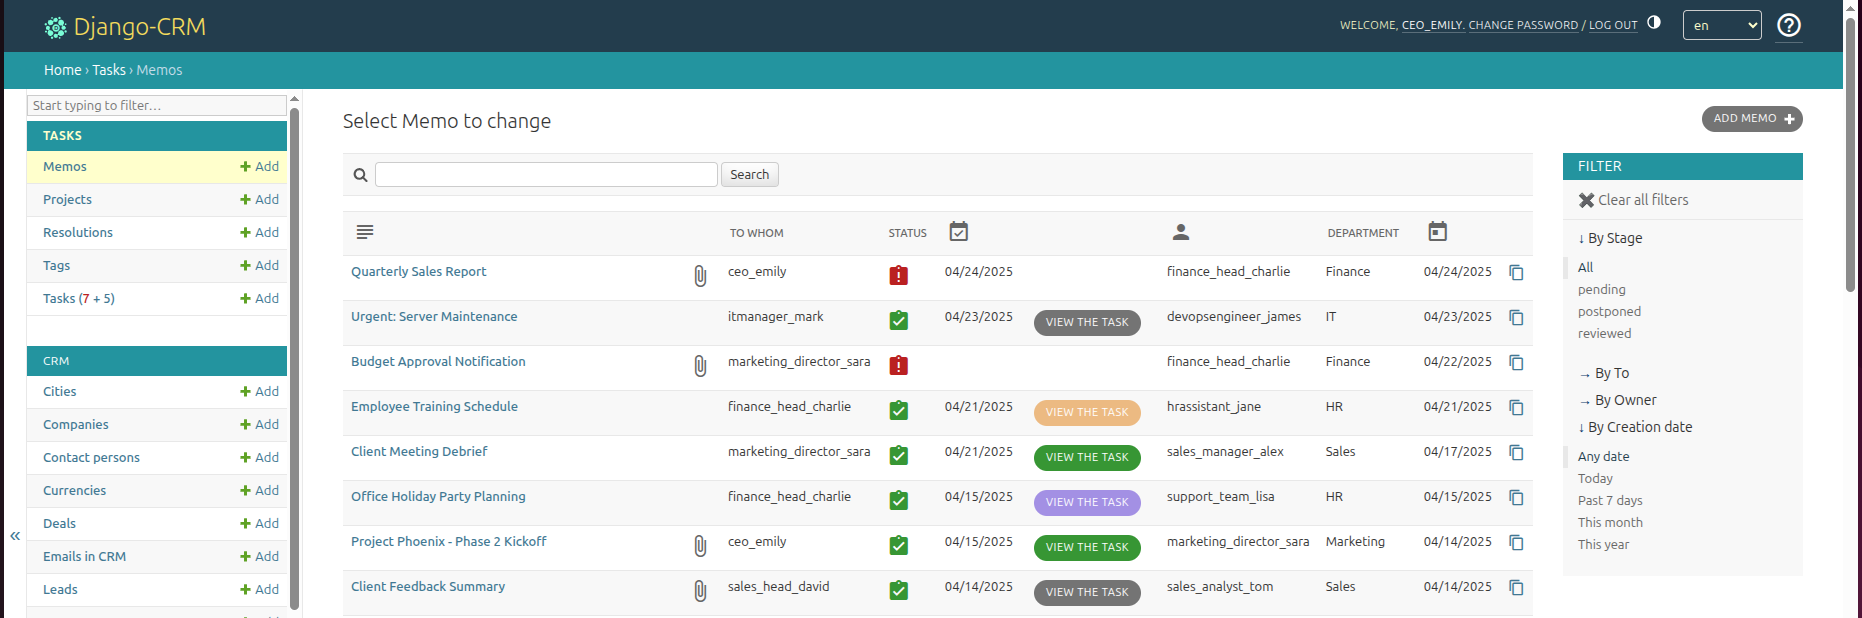 Django-CRM
WELCOME, CEO_EMILY. CHANGE PASSWORD / LOG OUT
en
Home › Tasks › Memos
Start typing to filter…
TASKS
Memos Add
Projects Add
Resolutions Add
Tags Add
Tasks (7 + 5) Add
CRM
Cities Add
Companies Add
Contact persons Add
Currencies Add
Deals Add
Emails in CRM Add
Leads Add
«
Select Memo to change
ADD MEMO +
Search
TO WHOM STATUS DEPARTMENT
Quarterly Sales Report ceo_emily 04/24/2025 finance_head_charlie Finance 04/24/2025
Urgent: Server Maintenance itmanager_mark 04/23/2025 VIEW THE TASK devopsengineer_james IT 04/23/2025
Budget Approval Notification marketing_director_sara finance_head_charlie Finance 04/22/2025
Employee Training Schedule finance_head_charlie 04/21/2025 VIEW THE TASK hrassistant_jane HR 04/21/2025
Client Meeting Debrief marketing_director_sara 04/21/2025 VIEW THE TASK sales_manager_alex Sales 04/17/2025
Office Holiday Party Planning finance_head_charlie 04/15/2025 VIEW THE TASK support_team_lisa HR 04/15/2025
Project Phoenix - Phase 2 Kickoff ceo_emily 04/15/2025 VIEW THE TASK marketing_director_sara Marketing 04/14/2025
Client Feedback Summary sales_head_david 04/14/2025 VIEW THE TASK sales_analyst_tom Sales 04/14/2025
FILTER
Clear all filters
↓ By Stage
All
pending
postponed
reviewed
→ By To
→ By Owner
↓ By Creation date
Any date
Today
Past 7 days
This month
This year